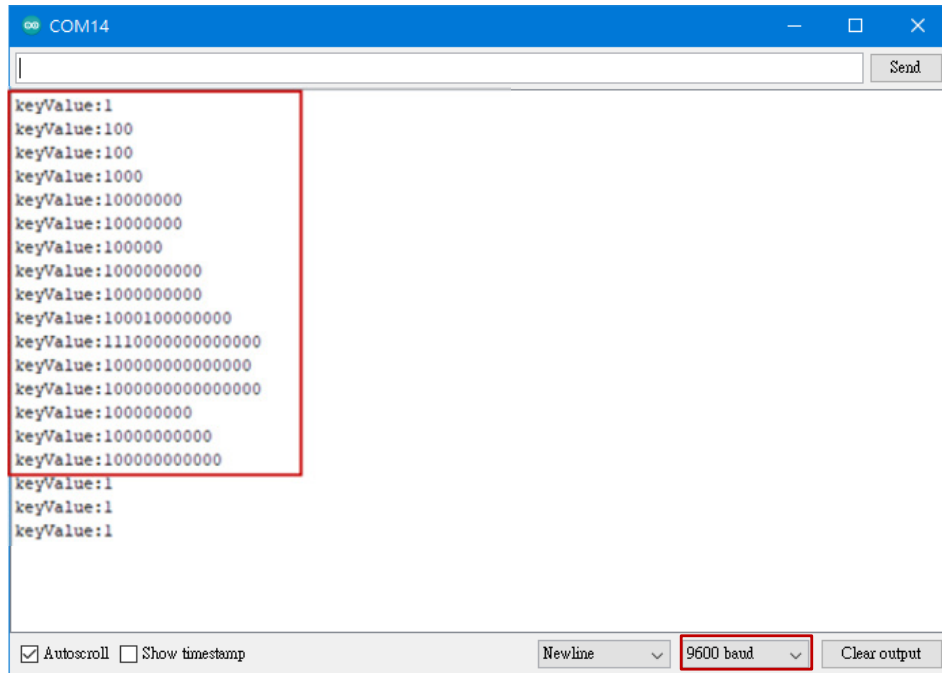 COM14
Send
keyValue:1
keyValue:100
keyValue:100
keyValue:1000
keyValue:10000000
keyValue:10000000
keyValue:100000
keyValue:1000000000
keyValue:1000000000
keyValue:1000100000000
keyValue:1110000000000000
keyValue:100000000000000
keyValue:1000000000000000
keyValue:100000000
keyValue:10000000000
keyValue:100000000000
keyValue:1
keyValue:1
keyValue:1
Autoscroll Show timestamp Newline 9600 baud Clear output